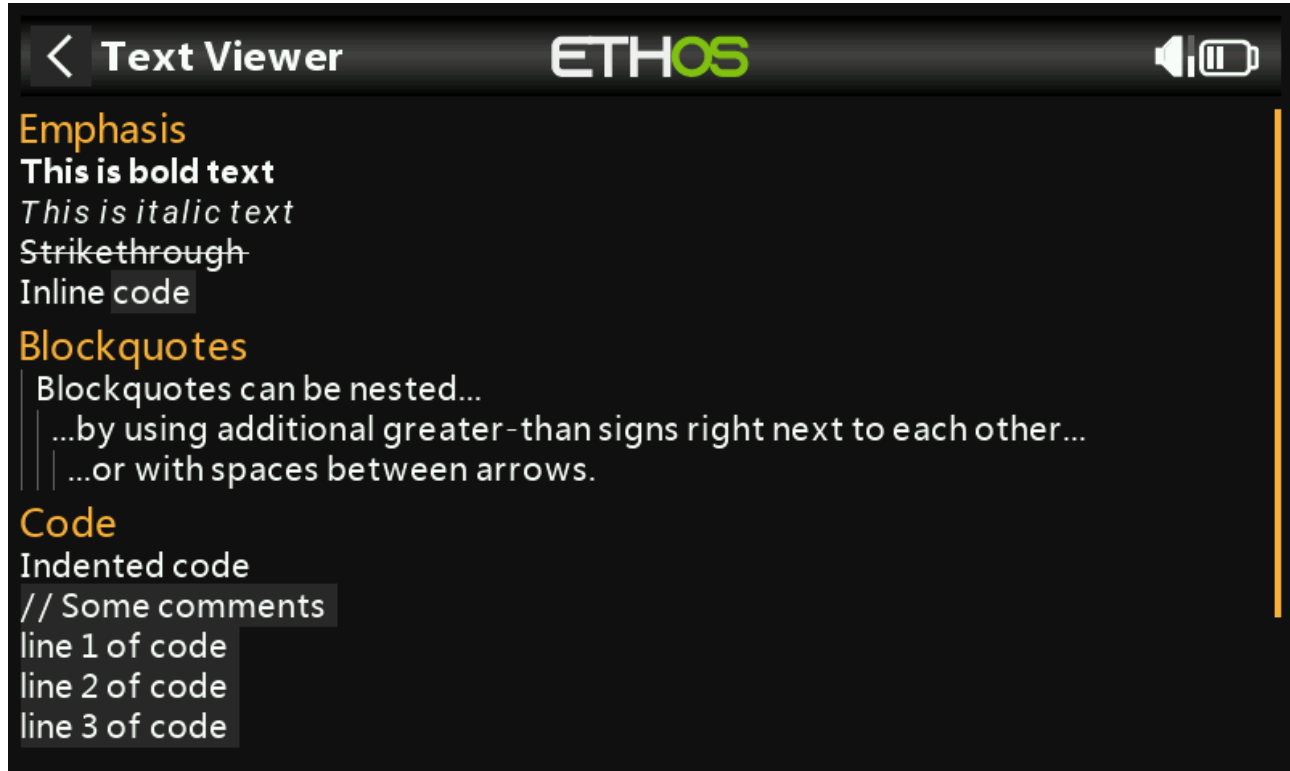 Text Viewer
ETHOS
Emphasis
This is bold text
This is italic text
Strikethrough
Inline code
Blockquotes
Blockquotes can be nested...
...by using additional greater-than signs right next to each other...
...or with spaces between arrows.
Code
Indented code
// Some comments
line 1 of code
line 2 of code
line 3 of code